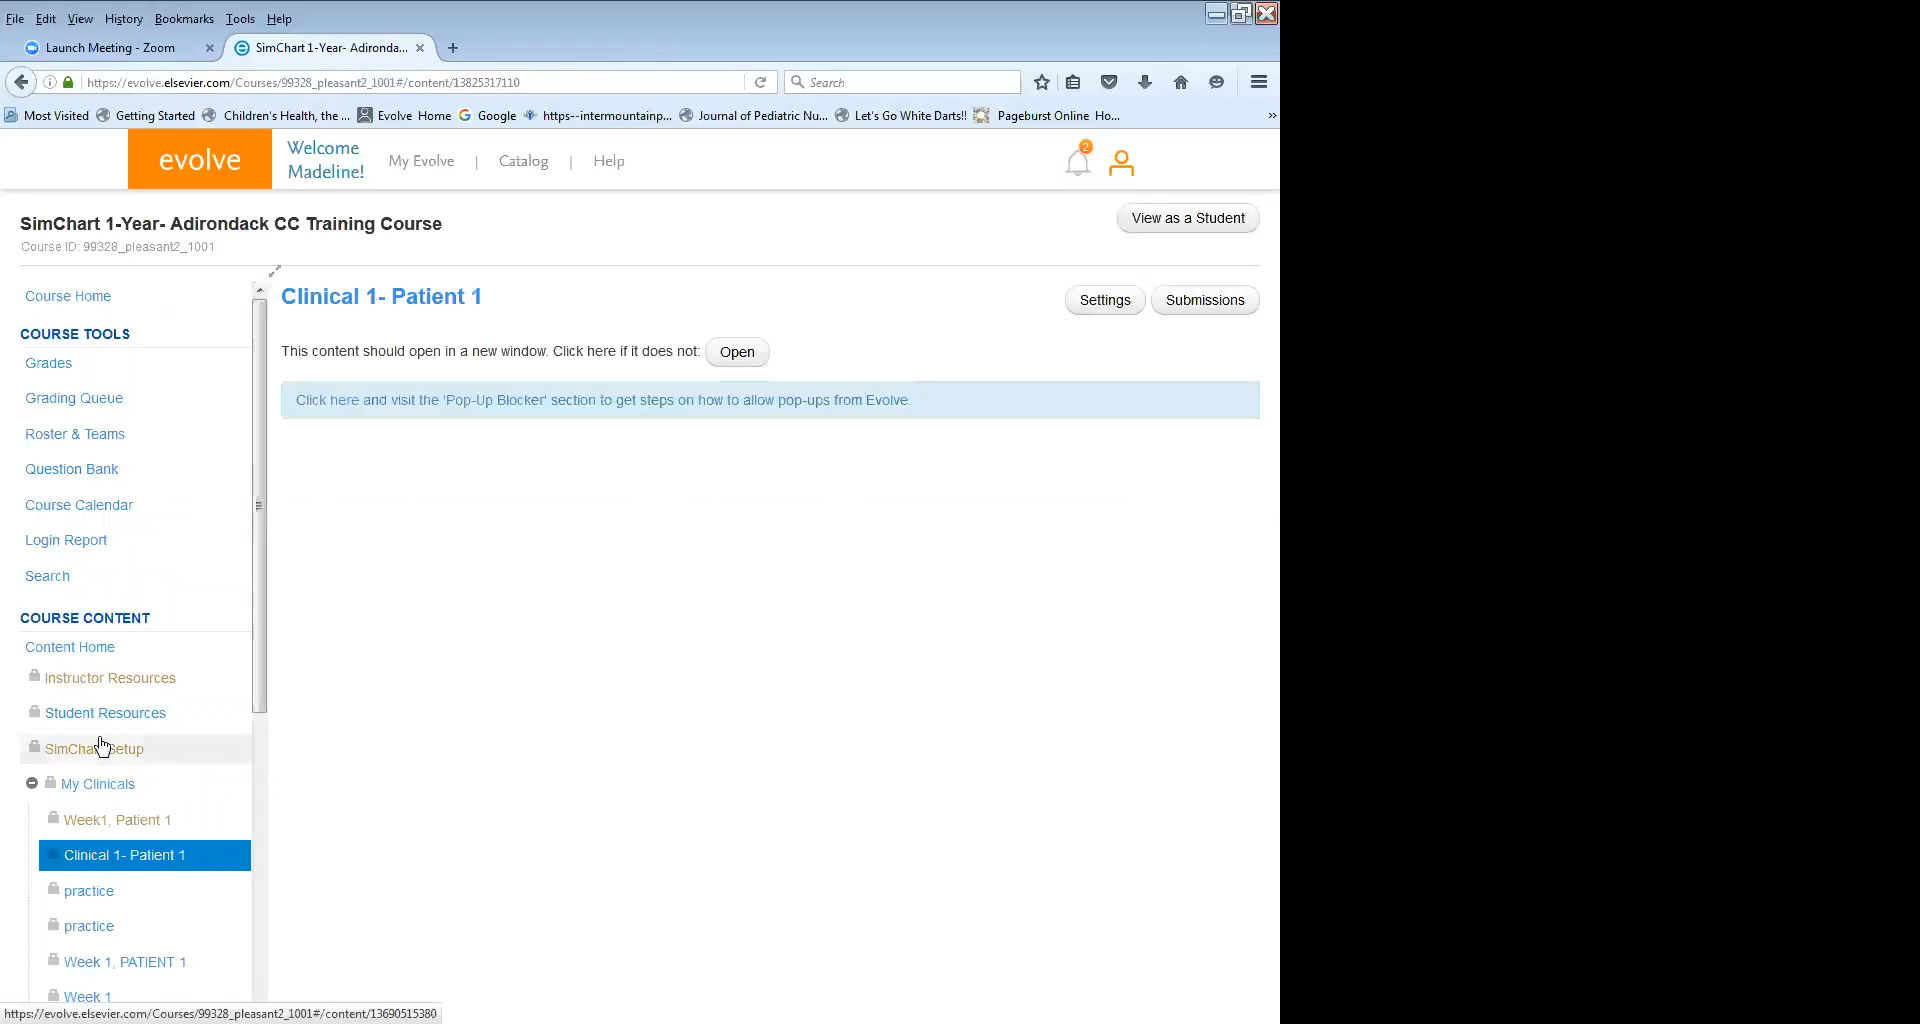 File Edit View History Bookmarks Tools Help
Launch Meeting - Zoom
SimChart 1-Year- Adironda...
https://evolve.elsevier.com/Courses/99328_pleasant2_1001#/content/13825317110
Search
Most Visited Getting Started Children's Health, the ... Evolve Home Google https--intermountainp... Journal of Pediatric Nu... Let's Go White Darts!! Pageburst Online Ho... »
evolve
Welcome
Madeline!
My Evolve | Catalog | Help
2
SimChart 1-Year- Adirondack CC Training Course
View as a Student
Course ID: 99328_pleasant2_1001
Course Home
COURSE TOOLS
Grades
Grading Queue
Roster & Teams
Question Bank
Course Calendar
Login Report
Search
COURSE CONTENT
Content Home
Instructor Resources
Student Resources
SimChart Setup
My Clinicals
Week1, Patient 1
Clinical 1- Patient 1
practice
practice
Week 1, PATIENT 1
Week 1
Clinical 1- Patient 1
Settings
Submissions
This content should open in a new window. Click here if it does not: Open
Click here and visit the 'Pop-Up Blocker' section to get steps on how to allow pop-ups from Evolve.
https://evolve.elsevier.com/Courses/99328_pleasant2_1001#/content/13690515380